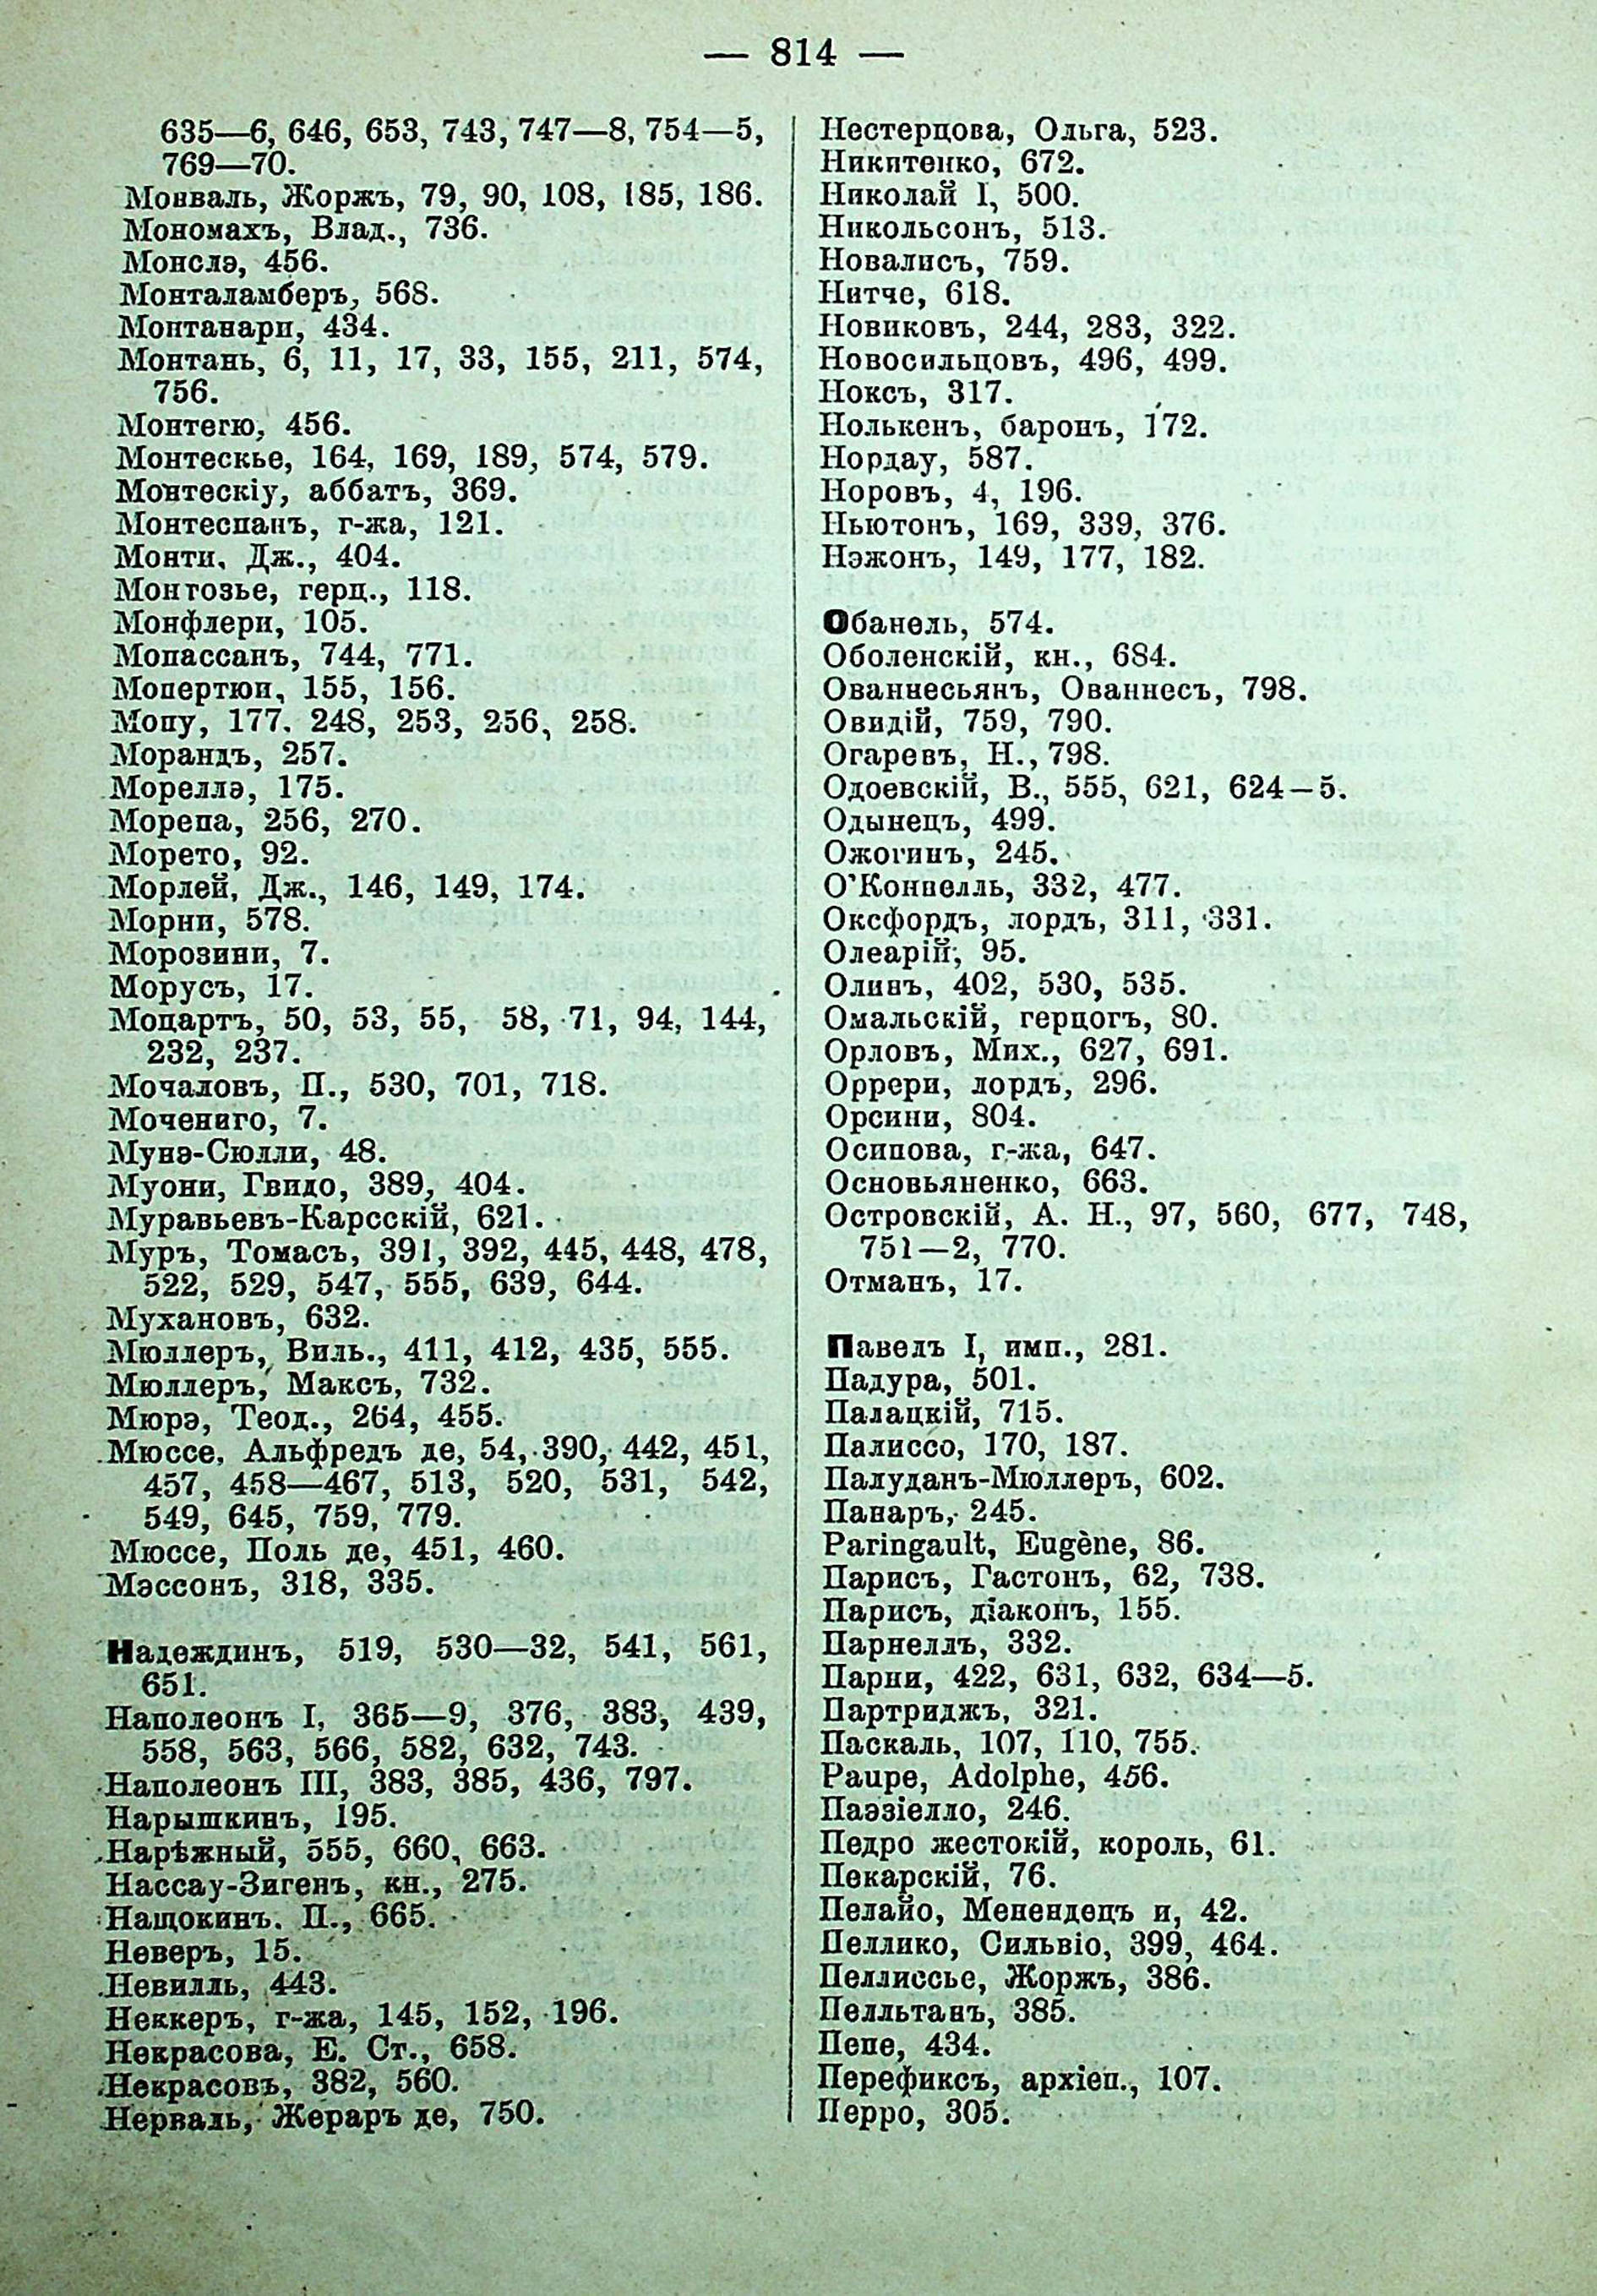 — 814 —
635—6, 646, 653, 743, 747—8, 754—5,
769—70.
Монваль, Жоржъ, 79, 90, 108, 185, 186.
Мономахъ, Влад., 736.
Монслэ, 456.
Монталамберъ, 568.
Монтанари, 434.
Монтань, 6, 11, 17, 33, 155, 211, 574,
756.
Монтегю, 456.
Монтескье, 164, 169, 189, 574, 579.
Монтескіу, аббатъ, 369.
Монтеспанъ, г-жа, 121.
Монти, Дж., 404.
Монтозье, герц., 118.
Монфлери, 105.
Мопассанъ, 744, 771.
Мопертюи, 155, 156.
Мопу, 177. 248, 253, 256, 258.
Морандъ, 257.
Мореллэ, 175.
Морепа, 256, 270.
Морето, 92.
Морлей, Дж., 146, 149, 174.
Морни, 578.
Морозини, 7.
Морусъ, 17.
Моцартъ, 50, 53, 55, 58, 71, 94, 144,
232, 237.
Мочаловъ, П., 530, 701, 718.
Мочениго, 7.
Мунэ-Сюлли, 48.
Муони, Гвидо, 389, 404.
Муравьевъ-Карсскій, 621.
Муръ, Томасъ, 391, 392, 445, 448, 478,
522, 529, 547, 555, 639, 644.
Мухановъ, 632.
Мюллеръ, Виль., 411, 412, 435, 555.
Мюллеръ, Максъ, 732.
Мюрэ, Теод., 264, 455.
Мюссе, Альфредъ де, 54, 390, 442, 451,
457, 458—467, 513, 520, 531, 542,
549, 645, 759, 779.
Мюссе, Поль де, 451, 460.
Мэссонъ, 318, 335.
Надеждинъ, 519, 530—32, 541, 561,
651.
Наполеонъ I, 365—9, 376, 383, 439,
558, 563, 566, 582, 632, 743.
Наполеонъ III, 383, 385, 436, 797.
Нарышкинъ, 195.
Нарѣжный, 555, 660, 663.
Нассау-Зигенъ, кн., 275.
Нащокинъ. П., 665.
Неверъ, 15.
Невилль, 443.
Неккеръ, г-жа, 145, 152, 196.
Некрасова, Е. Ст., 658.
Некрасовъ, 382, 560.
Нерваль, Жераръ де, 750.
Нестерцова, Ольга, 523.
Никитенко, 672.
Николай I, 500.
Никольсонъ, 513.
Новалисъ, 759.
Нитче, 618.
Новиковъ, 244, 283, 322.
Новосильцовъ, 496, 499.
Ноксъ, 317.
Нолькенъ, баронъ, 172.
Нордау, 587.
Норовъ, 4, 196.
Ньютонъ, 169, 339, 376.
Нэжонъ, 149, 177, 182.
Обанель, 574.
Оболенскій, кн., 684.
Ованнесьянъ, Ованнесъ, 798.
Овидій, 759, 790.
Огаревъ, Н., 798.
Одоевскій, В., 555, 621, 624—5.
Одынецъ, 499.
Ожогинъ, 245.
О'Коннелль, 332, 477.
Оксфордъ, лордъ, 311, 331.
Олеарій, 95.
Олинъ, 402, 530, 535.
Омальскій, герцогъ, 80.
Орловъ, Мих., 627, 691.
Оррери, лордъ, 296.
Орсини, 804.
Осипова, г-жа, 647.
Основьяненко, 663.
Островскій, А. Н., 97, 560, 677, 748,
751—2, 770.
Отманъ, 17.
Павелъ I, имп., 281.
Падура, 501.
Палацкій, 715.
Палиссо, 170, 187.
Палуданъ-Мюллеръ, 602.
Панаръ, 245.
Paringault, Eugène, 86.
Парисъ, Гастонъ, 62, 738.
Парисъ, діаконъ, 155.
Парнелль, 332.
Парни, 422, 631, 632, 634—5.
Партриджъ, 321.
Паскаль, 107, 110, 755.
Paupe, Adolphe, 456.
Паэзіелло, 246.
Педро жестокій, король, 61.
Пекарскій, 76.
Пелайо, Менендецъ и, 42.
Пеллико, Сильвіо, 399, 464.
Пеллиссье, Жоржъ, 386.
Пелльтанъ, 385.
Пепе, 434.
Перефиксъ, архіеп., 107.
Перро, 305.